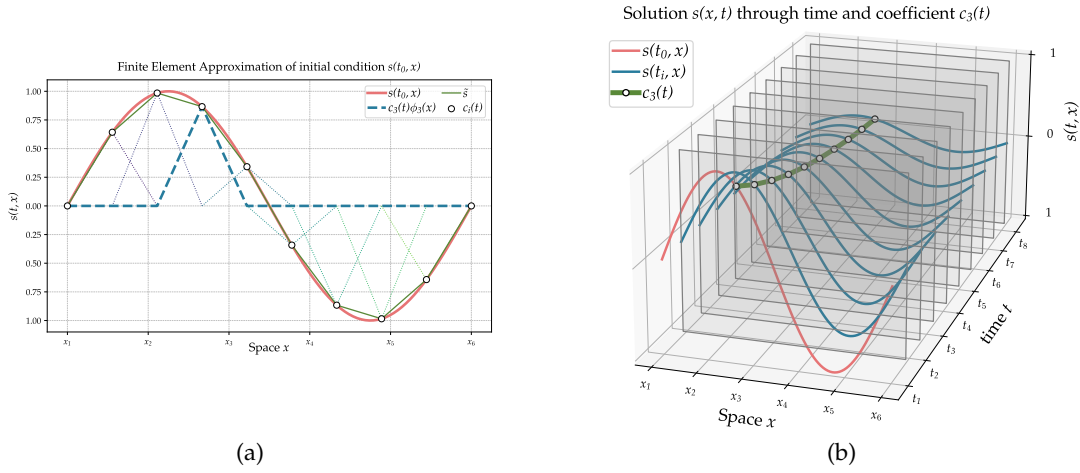 Finite Element Approximation of initial condition s(t₀, x)
s(t₀, x)
c₃(t)ϕ₃(x)
s̃
cᵢ(t)
1.00
0.75
0.50
0.25
0.00
0.25
0.50
0.75
1.00
s(t, x)
x₁
x₂
x₃
x₄
x₅
x₆
Space x
(a)
Solution s(x, t) through time and coefficient c₃(t)
s(t₀, x)
s(tᵢ, x)
c₃(t)
1
0
1
s(t, x)
t₈
t₇
t₆
t₅
t₄
t₃
t₂
t₁
time t
x₁
x₂
x₃
x₄
x₅
x₆
Space x
(b)